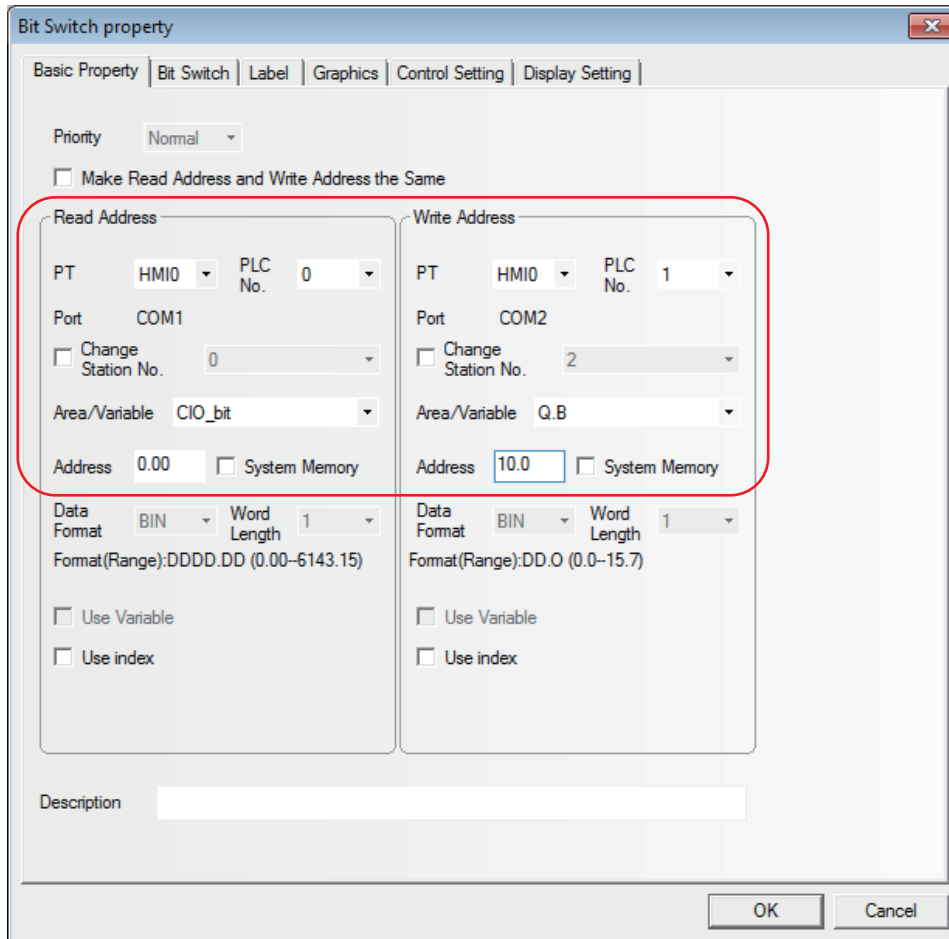 Bit Switch property
Basic Property Bit Switch Label Graphics Control Setting Display Setting
Priority Normal
Make Read Address and Write Address the Same
Read Address
PT HMI0 PLC No. 0
Port COM1
Change Station No. 0
Area/Variable CIO_bit
Address 0.00 System Memory
Data Format BIN Word Length 1
Format(Range):DDDD.DD (0.00--6143.15)
Use Variable
Use index
Write Address
PT HMI0 PLC No. 1
Port COM2
Change Station No. 2
Area/Variable Q.B
Address 10.0 System Memory
Data Format BIN Word Length 1
Format(Range):DD.O (0.0--15.7)
Use Variable
Use index
Description
OK Cancel